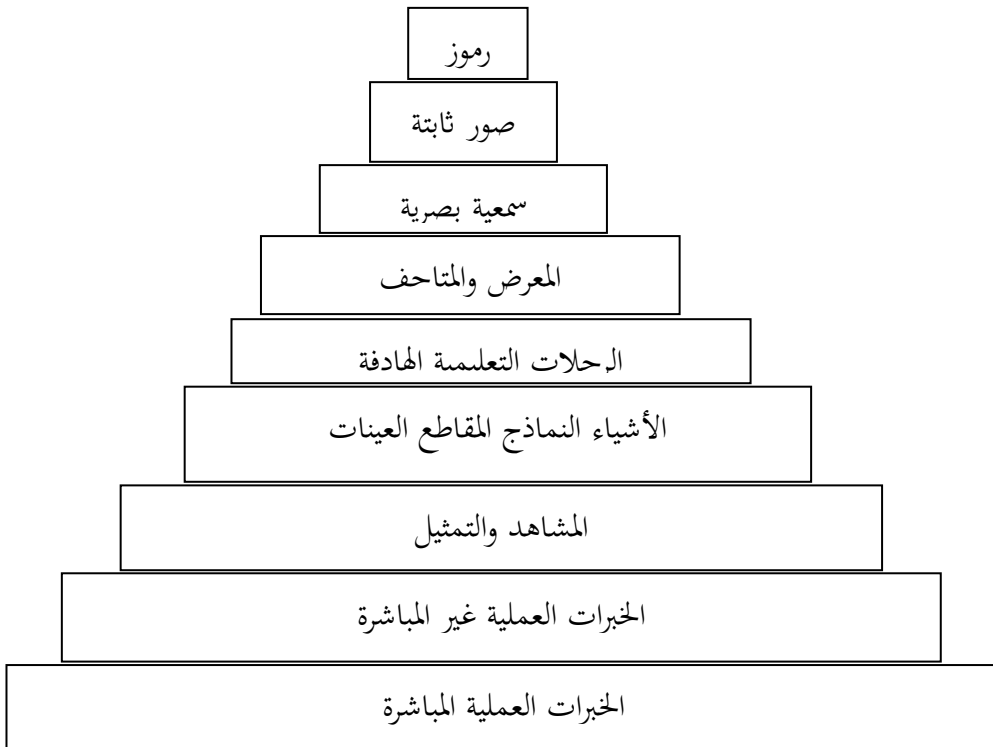 رموز
صور ثابتة
سمعية بصرية
المعرض والمتاحف
الرحلات التعليمية الهادفة
الأشياء النماذج المقاطع العينات
المشاهد والتمثيل
الخبرات العملية غير المباشرة
الخبرات العملية المباشرة